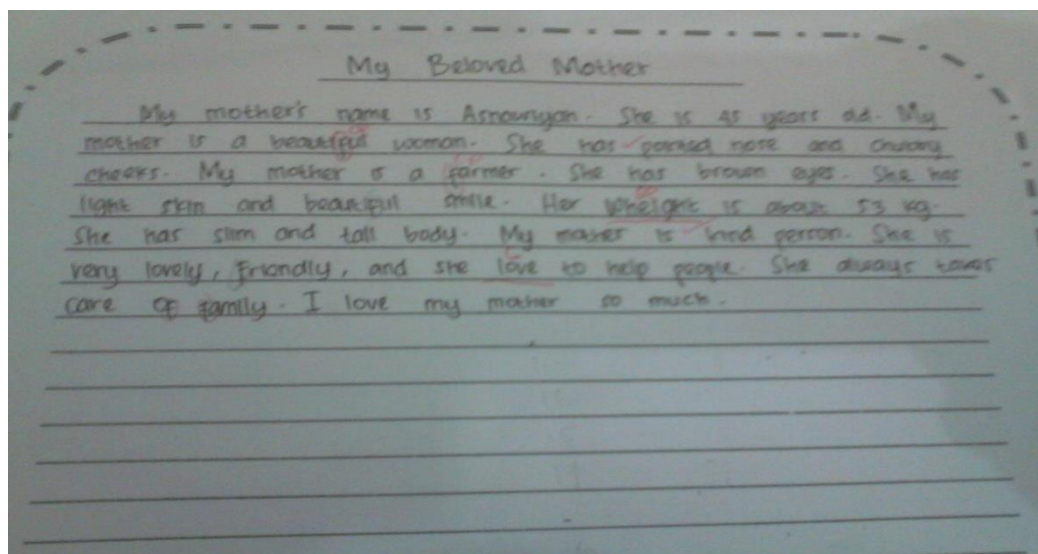 My Beloved Mother
My mother's name is Asnauriyah. She is 45 years old. My
mother is a beautiful woman. She has pointed nose and chubby
cheeks. My mother is a farmer. She has brown eyes. She has
light skin and beautiful smile. Her wheight is about 53 kg.
She has slim and tall body. My mother is kind person. She is
very lovely, friendly, and she love to help people. She always takes
care of family. I love my mother so much.